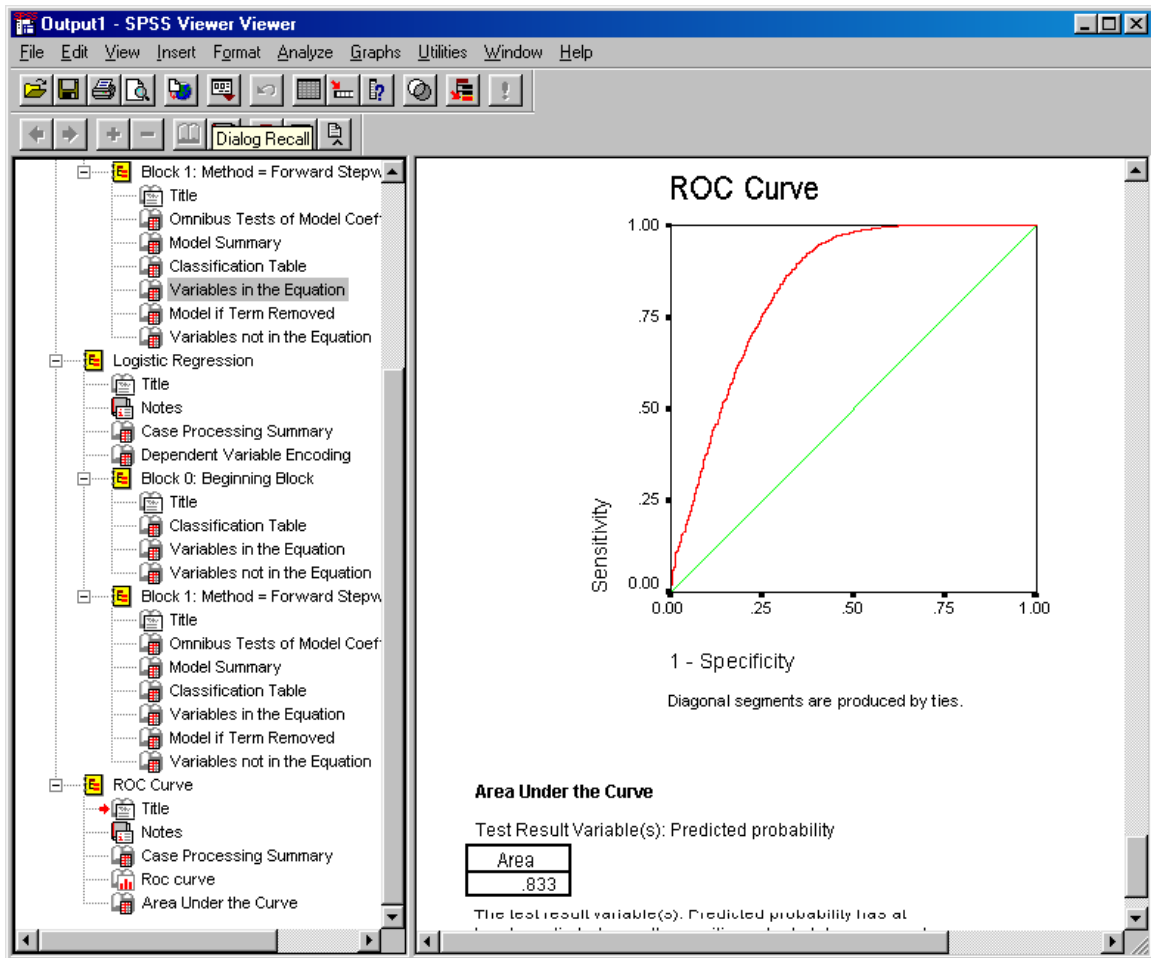 Output1 - SPSS Viewer Viewer
File Edit View Insert Format Analyze Graphs Utilities Window Help
Dialog Recall
Block 1: Method = Forward Stepw
Title
Omnibus Tests of Model Coef
Model Summary
Classification Table
Variables in the Equation
Model if Term Removed
Variables not in the Equation
Logistic Regression
Title
Notes
Case Processing Summary
Dependent Variable Encoding
Block 0: Beginning Block
Title
Classification Table
Variables in the Equation
Variables not in the Equation
Block 1: Method = Forward Stepw
Title
Omnibus Tests of Model Coef
Model Summary
Classification Table
Variables in the Equation
Model if Term Removed
Variables not in the Equation
ROC Curve
Title
Notes
Case Processing Summary
Roc curve
Area Under the Curve
ROC Curve
1.00
.75
.50
.25
0.00
Sensitivity
0.00 .25 .50 .75 1.00
1 - Specificity
Diagonal segments are produced by ties.
Area Under the Curve
Test Result Variable(s): Predicted probability
Area
.833
The test result variable(s): Predicted probability has at